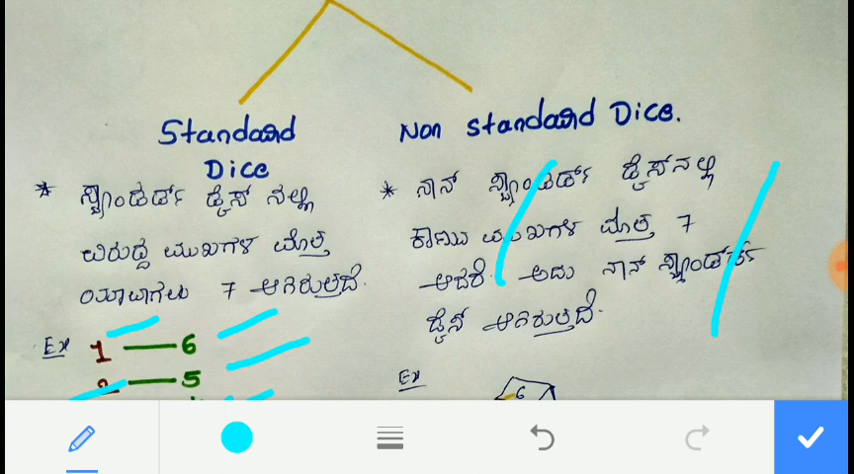 Standard
Dice
* ಸ್ಟ್ಯಾಂಡರ್ಡ್ ಡೈಸ್ ನಲ್ಲಿ
ವಿರುದ್ಧ ಮುಖಗಳ ಮೊತ್ತ
ಯಾವಾಗಲು 7 ಆಗಿರುತ್ತದೆ.
Ex 1 — 6
2 — 5
Non standard Dice.
* ನಾನ್ ಸ್ಟ್ಯಾಂಡರ್ಡ್ ಡೈಸ್‌ನಲ್ಲಿ
ಕಾಣುವ ಮುಖಗಳ ಮೊತ್ತ 7
ಆದರೆ. ಅದು ನಾನ್ ಸ್ಟ್ಯಾಂಡರ್ಡ್
ಡೈಸ್ ಆಗಿರುತ್ತದೆ.
Ex
6